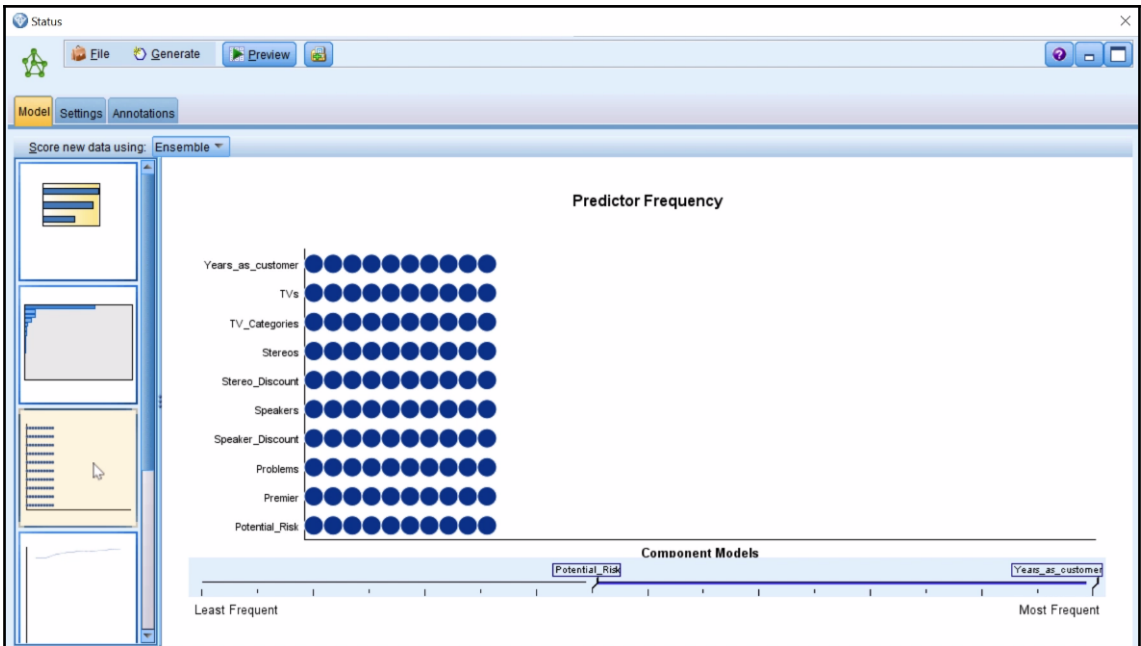 Status
File Generate Preview
Model Settings Annotations
Score new data using: Ensemble
Predictor Frequency
Years_as_customer
TVs
TV_Categories
Stereos
Stereo_Discount
Speakers
Speaker_Discount
Problems
Premier
Potential_Risk
Component Models
Potential_Risk Years_as_customer
Least Frequent Most Frequent